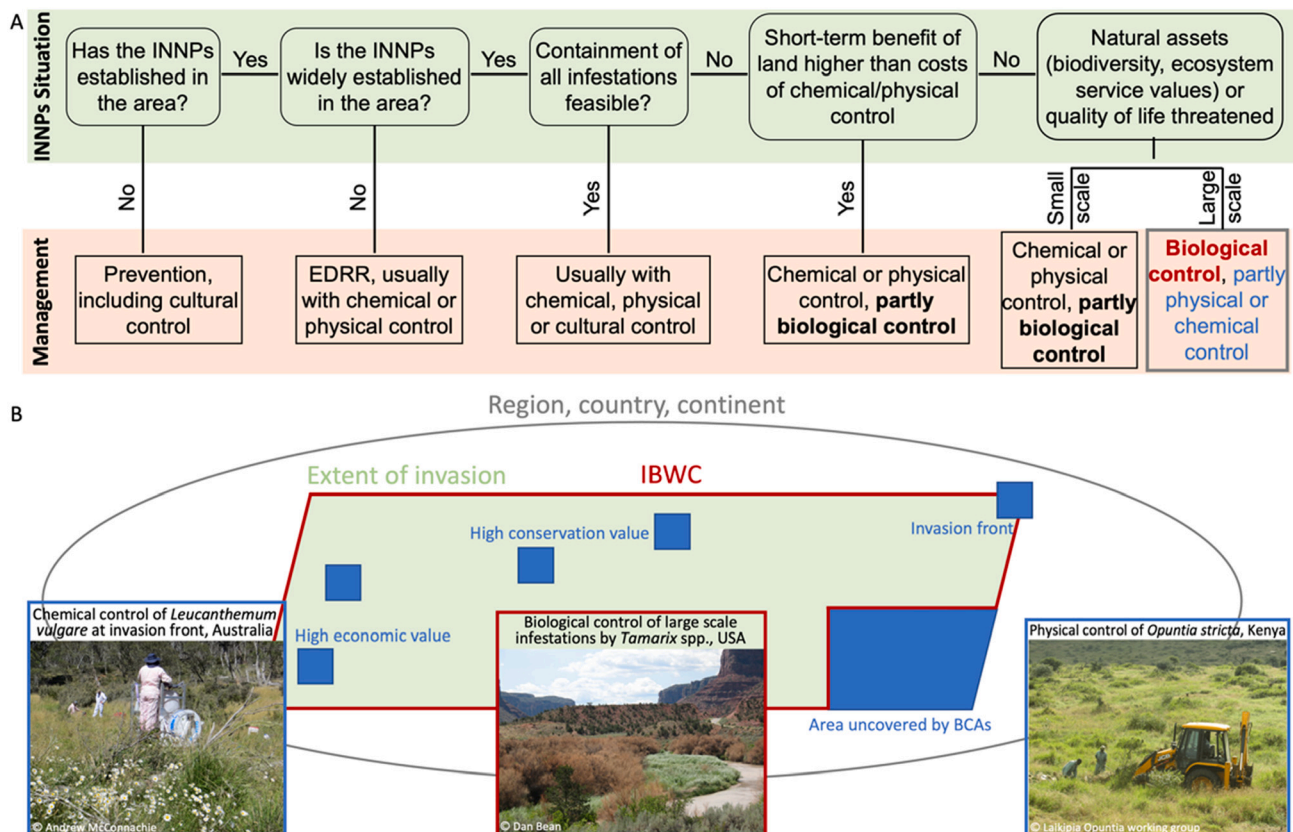 A
INNPs Situation
Has the INNPs
established in
the area?
Yes
Is the INNPs
widely established
in the area?
Yes
Containment of
all infestations
feasible?
No
Short-term benefit of
land higher than costs
of chemical/physical
control
No
Natural assets
(biodiversity, ecosystem
service values) or
quality of life threatened
No
No
Yes
Yes
Small
scale
Large
scale
Management
Prevention,
including cultural
control
EDRR, usually
with chemical or
physical control
Usually with
chemical, physical
or cultural control
Chemical or physical
control, partly
biological control
Chemical or
physical
control, partly
biological
control
Biological
control, partly
physical or
chemical
control
B
Region, country, continent
Extent of invasion
IBWC
High conservation value
Invasion front
High economic value
Area uncovered by BCAs
Chemical control of Leucanthemum
vulgare at invasion front, Australia
© Andrew McConnachie
Biological control of large scale
infestations by Tamarix spp., USA
© Dan Bean
Physical control of Opuntia stricta, Kenya
© Laikipia Opuntia working group